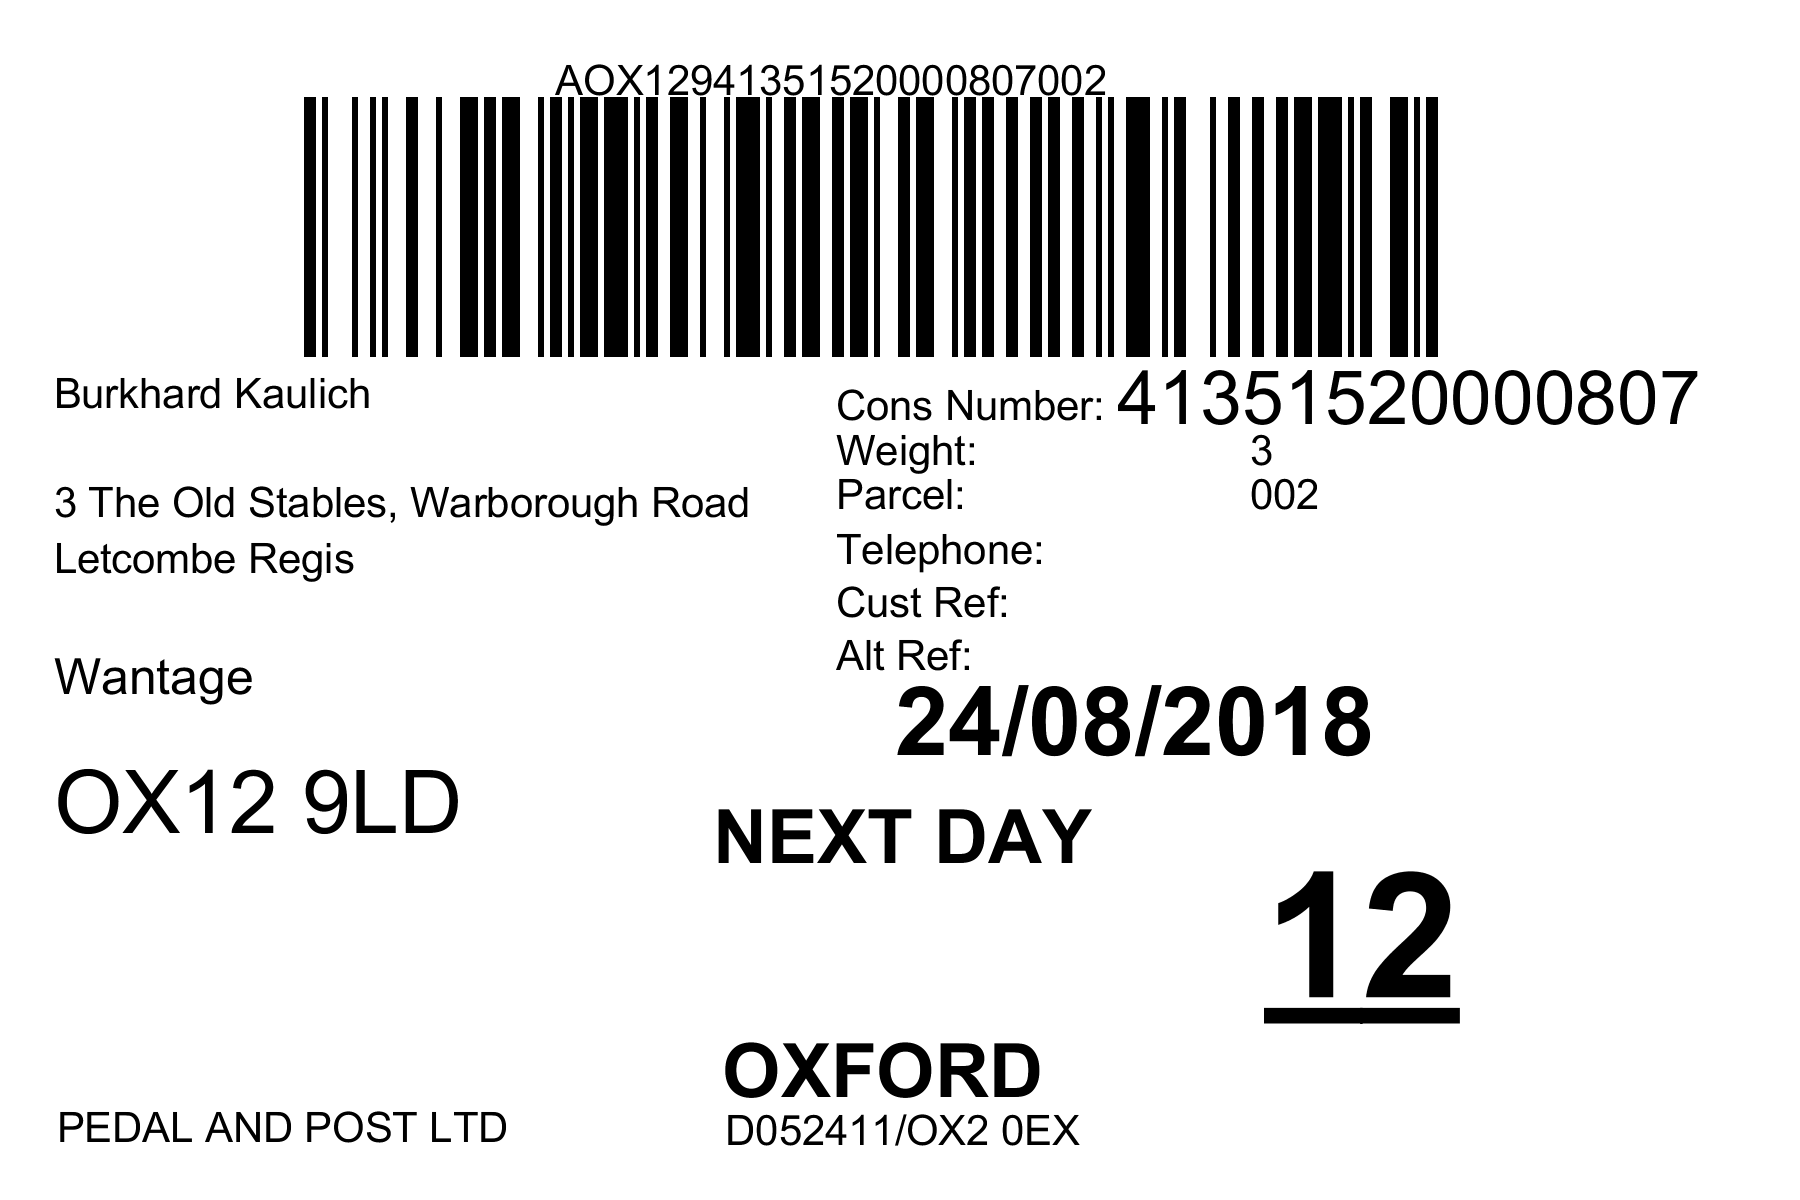 AOX12941351520000807002
Burkhard Kaulich
3 The Old Stables, Warborough Road
Letcombe Regis
Wantage
OX12 9LD
Cons Number: 41351520000807
Weight: 3
Parcel: 002
Telephone:
Cust Ref:
Alt Ref:
24/08/2018
NEXT DAY
12
OXFORD
PEDAL AND POST LTD
D052411/OX2 0EX